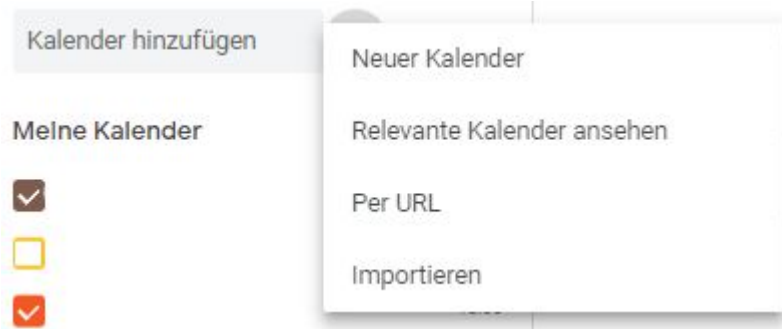 Kalender hinzufügen
Neuer Kalender
Relevante Kalender ansehen
Per URL
Importieren
Meine Kalender